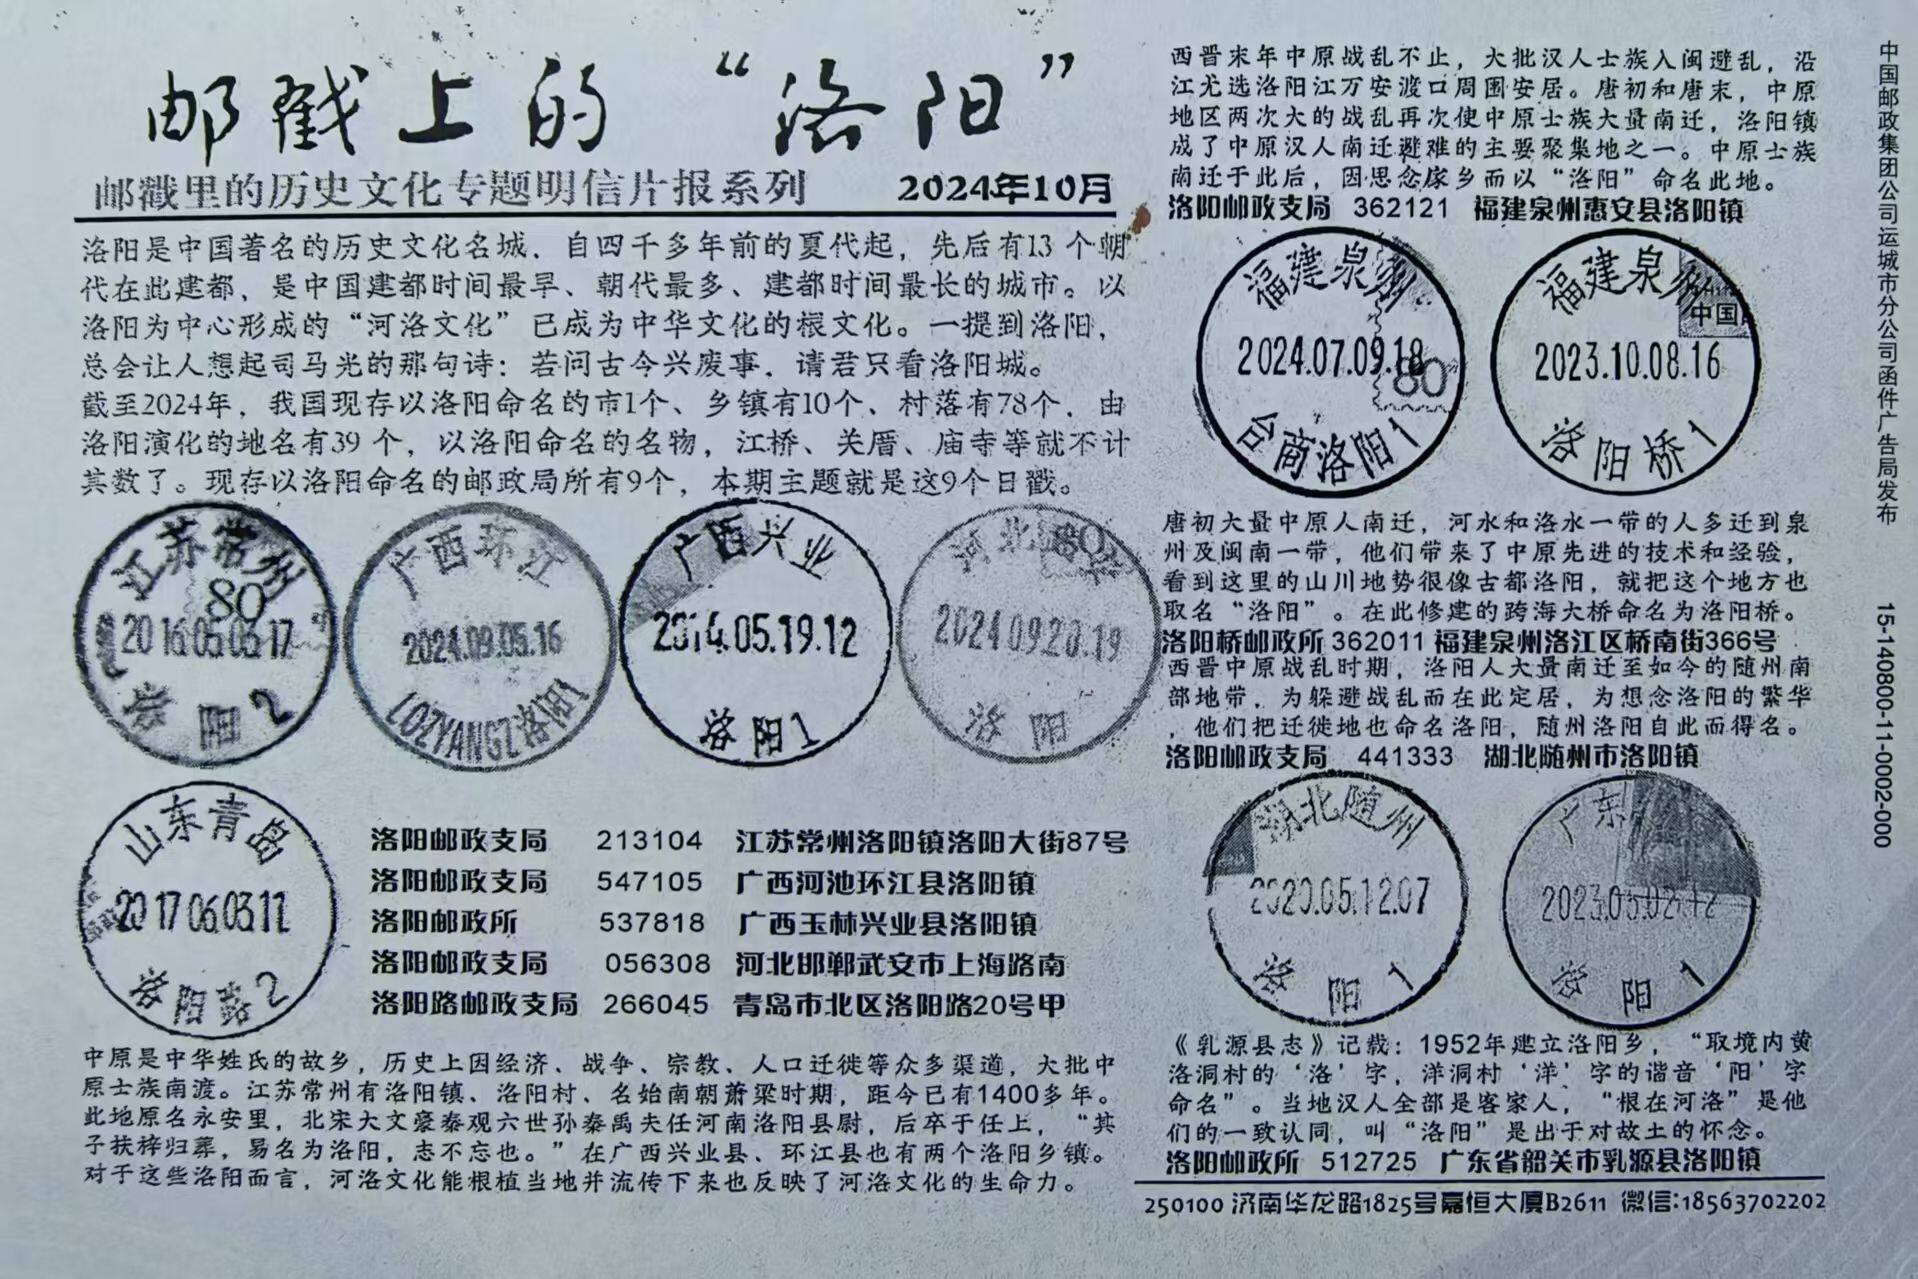 邮戳上的“洛阳”
邮戳里的历史文化专题明信片报系列 2024年10月
洛阳是中国著名的历史文化名城，自四千多年前的夏代起，先后有13个朝
代在此建都，是中国建都时间最早、朝代最多、建都时间最长的城市。以
洛阳为中心形成的“河洛文化”已成为中华文化的根文化。一提到洛阳，
总会让人想起司马光的那句诗：若问古今兴废事，请君只看洛阳城。
截至2024年，我国现存以洛阳命名的市1个、乡镇有10个、村落有78个，由
洛阳演化的地名有39个，以洛阳命名的名物，江桥、关厝、庙寺等就不计
其数了。现存以洛阳命名的邮政局所有9个，本期主题就是这9个日戳。
江苏常州
80
2016.05.05.17
洛阳2
广西环江
2024.09.05.16
LOZYANGZ洛阳1
广西兴业
2014.05.19.12
洛阳1
河北
80
2024.09.20.19
洛阳
山东青岛
2017.06.03.12
洛阳路2
洛阳邮政支局 213104 江苏常州洛阳镇洛阳大街87号
洛阳邮政支局 547105 广西河池环江县洛阳镇
洛阳邮政所 537818 广西玉林兴业县洛阳镇
洛阳邮政支局 056308 河北邯郸武安市上海路南
洛阳路邮政支局 266045 青岛市北区洛阳路20号甲
中原是中华姓氏的故乡，历史上因经济、战争、宗教、人口迁徙等众多渠道，大批中
原士族南渡。江苏常州有洛阳镇、洛阳村、名始南朝萧梁时期，距今已有1400多年。
此地原名永安里，北宋大文豪秦观六世孙秦禹夫任河南洛阳县尉，后卒于任上，“其
子扶梓归葬，易名为洛阳，志不忘也。”在广西兴业县、环江县也有两个洛阳乡镇。
对于这些洛阳而言，河洛文化能根植当地并流传下来也反映了河洛文化的生命力。
西晋末年中原战乱不止，大批汉人士族入闽避乱，沿
江尤选洛阳江万安渡口周围安居。唐初和唐末，中原
地区两次大的战乱再次使中原士族大量南迁，洛阳镇
成了中原汉人南迁避难的主要聚集地之一。中原士族
南迁于此后，因思念家乡而以“洛阳”命名此地。
洛阳邮政支局 362121 福建泉州惠安县洛阳镇
福建泉州
2024.07.09.18
80
台商洛阳1
福建泉州
中国
2023.10.08.16
洛阳桥1
唐初大量中原人南迁，河水和洛水一带的人多迁到泉
州及闽南一带，他们带来了中原先进的技术和经验，
看到这里的山川地势很像古都洛阳，就把这个地方也
取名“洛阳”。在此修建的跨海大桥命名为洛阳桥。
洛阳桥邮政所 362011 福建泉州洛江区桥南街366号
西晋中原战乱时期，洛阳人大量南迁至如今的随州南
部地带，为躲避战乱而在此定居，为想念洛阳的繁华
，他们把迁徙地也命名洛阳，随州洛阳自此而得名。
洛阳邮政支局 441333 湖北随州市洛阳镇
湖北随州
2020.05.12.07
洛阳1
广东
洛阳1
《乳源县志》记载：1952年建立洛阳乡，“取境内黄
洛洞村的‘洛’字，洋洞村‘洋’字的谐音‘阳’字
命名”。当地汉人全部是客家人，“根在河洛”是他
们的一致认同，叫“洛阳”是出于对故土的怀念。
洛阳邮政所 512725 广东省韶关市乳源县洛阳镇
250100 济南华龙路1825号嘉恒大厦B2611 微信:18563702202
中国邮政集团公司运城市分公司函件广告局发布 15-140800-11-0002-000